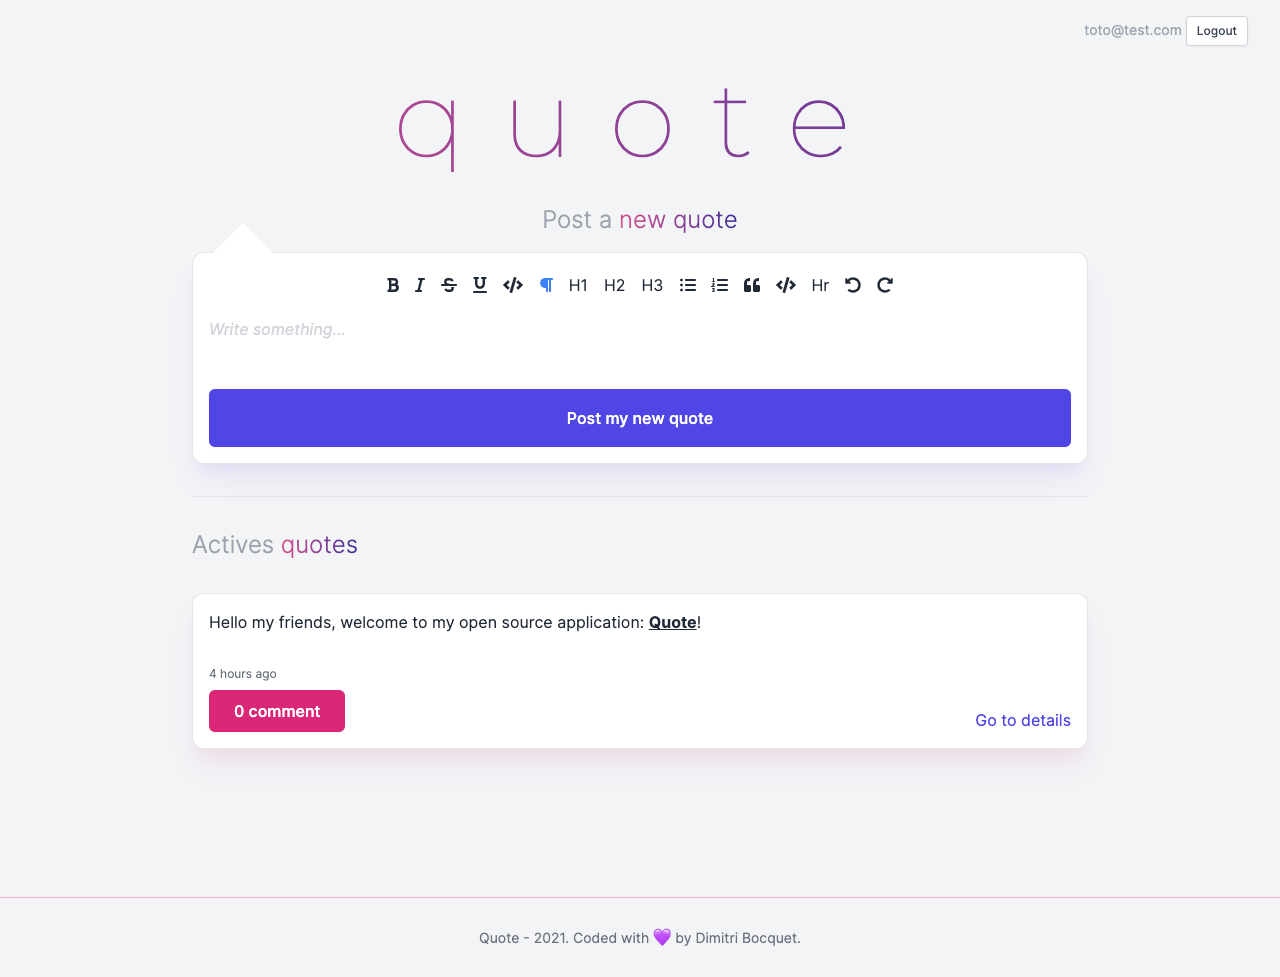 toto@test.com Logout
quote
Post a new quote
B I S U </> ¶ H1 H2 H3 </> Hr
Write something...
Post my new quote
Actives quotes
Hello my friends, welcome to my open source application: Quote!
4 hours ago
0 comment
Go to details
Quote - 2021. Coded with 💜 by Dimitri Bocquet.